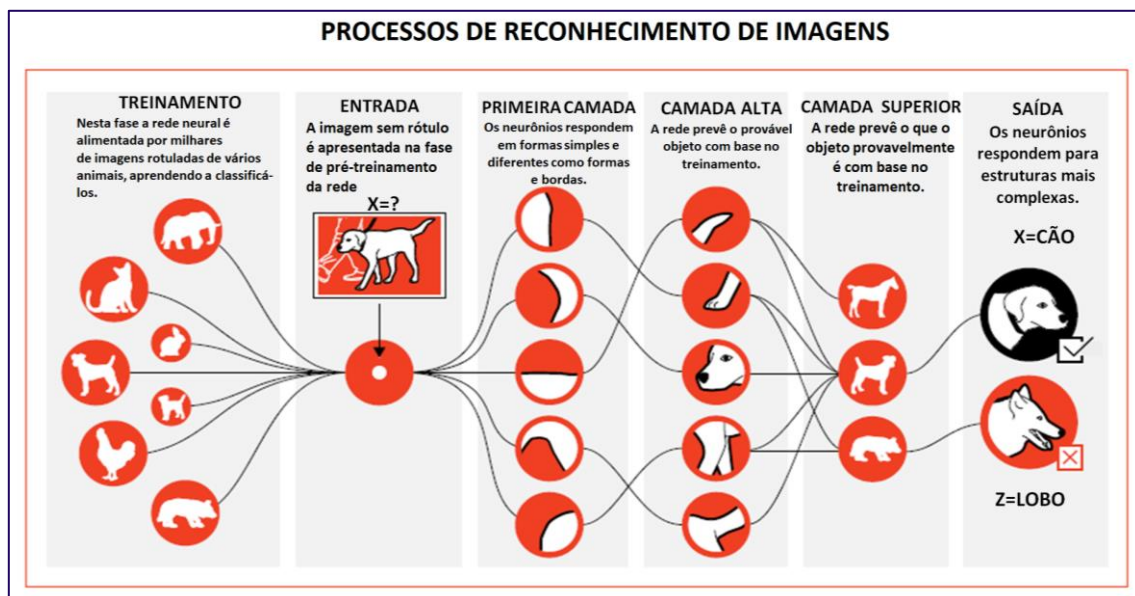 PROCESSOS DE RECONHECIMENTO DE IMAGENS
TREINAMENTO
Nesta fase a rede neural é
alimentada por milhares
de imagens rotuladas de vários
animais, aprendendo a classificá-
los.
ENTRADA
A imagem sem rótulo
é apresentada na fase
de pré-treinamento
da rede
X=?
PRIMEIRA CAMADA
Os neurônios respondem
em formas simples e
diferentes como formas
e bordas.
CAMADA ALTA
A rede prevê o provável
objeto com base no
treinamento.
CAMADA SUPERIOR
A rede prevê o que o
objeto provavelmente
é com base no
treinamento.
SAÍDA
Os neurônios
respondem para
estruturas mais
complexas.
X=CÃO
Z=LOBO